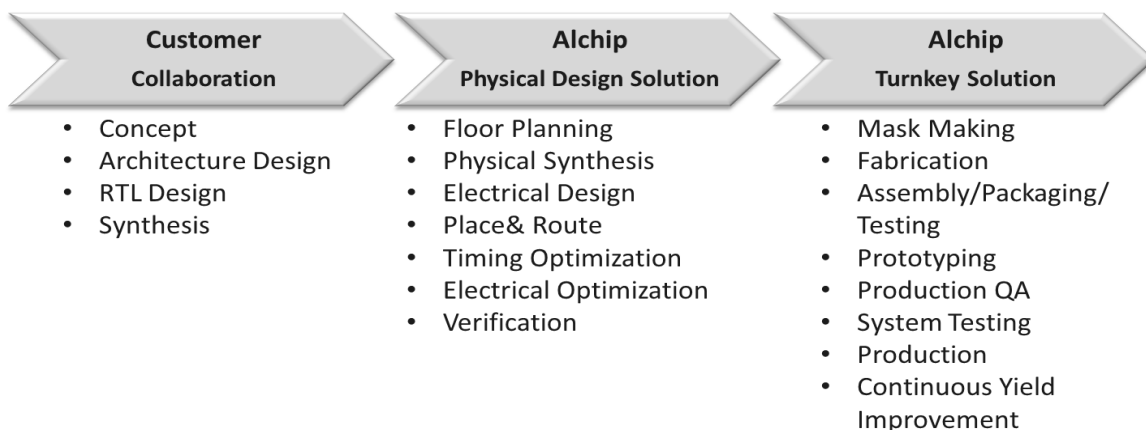 Customer
Collaboration
• Concept
• Architecture Design
• RTL Design
• Synthesis
Alchip
Physical Design Solution
• Floor Planning
• Physical Synthesis
• Electrical Design
• Place& Route
• Timing Optimization
• Electrical Optimization
• Verification
Alchip
Turnkey Solution
• Mask Making
• Fabrication
• Assembly/Packaging/
Testing
• Prototyping
• Production QA
• System Testing
• Production
• Continuous Yield
Improvement